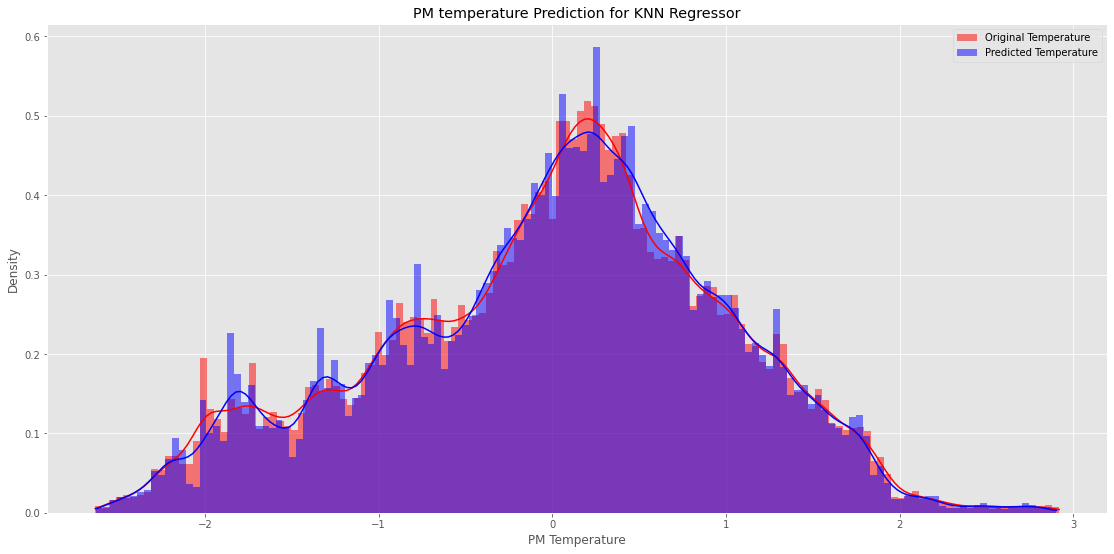 PM temperature Prediction for KNN Regressor
Original Temperature
Predicted Temperature
0.6
0.5
0.4
0.3
0.2
0.1
0.0
Density
−2
−1
0
1
2
3
PM Temperature